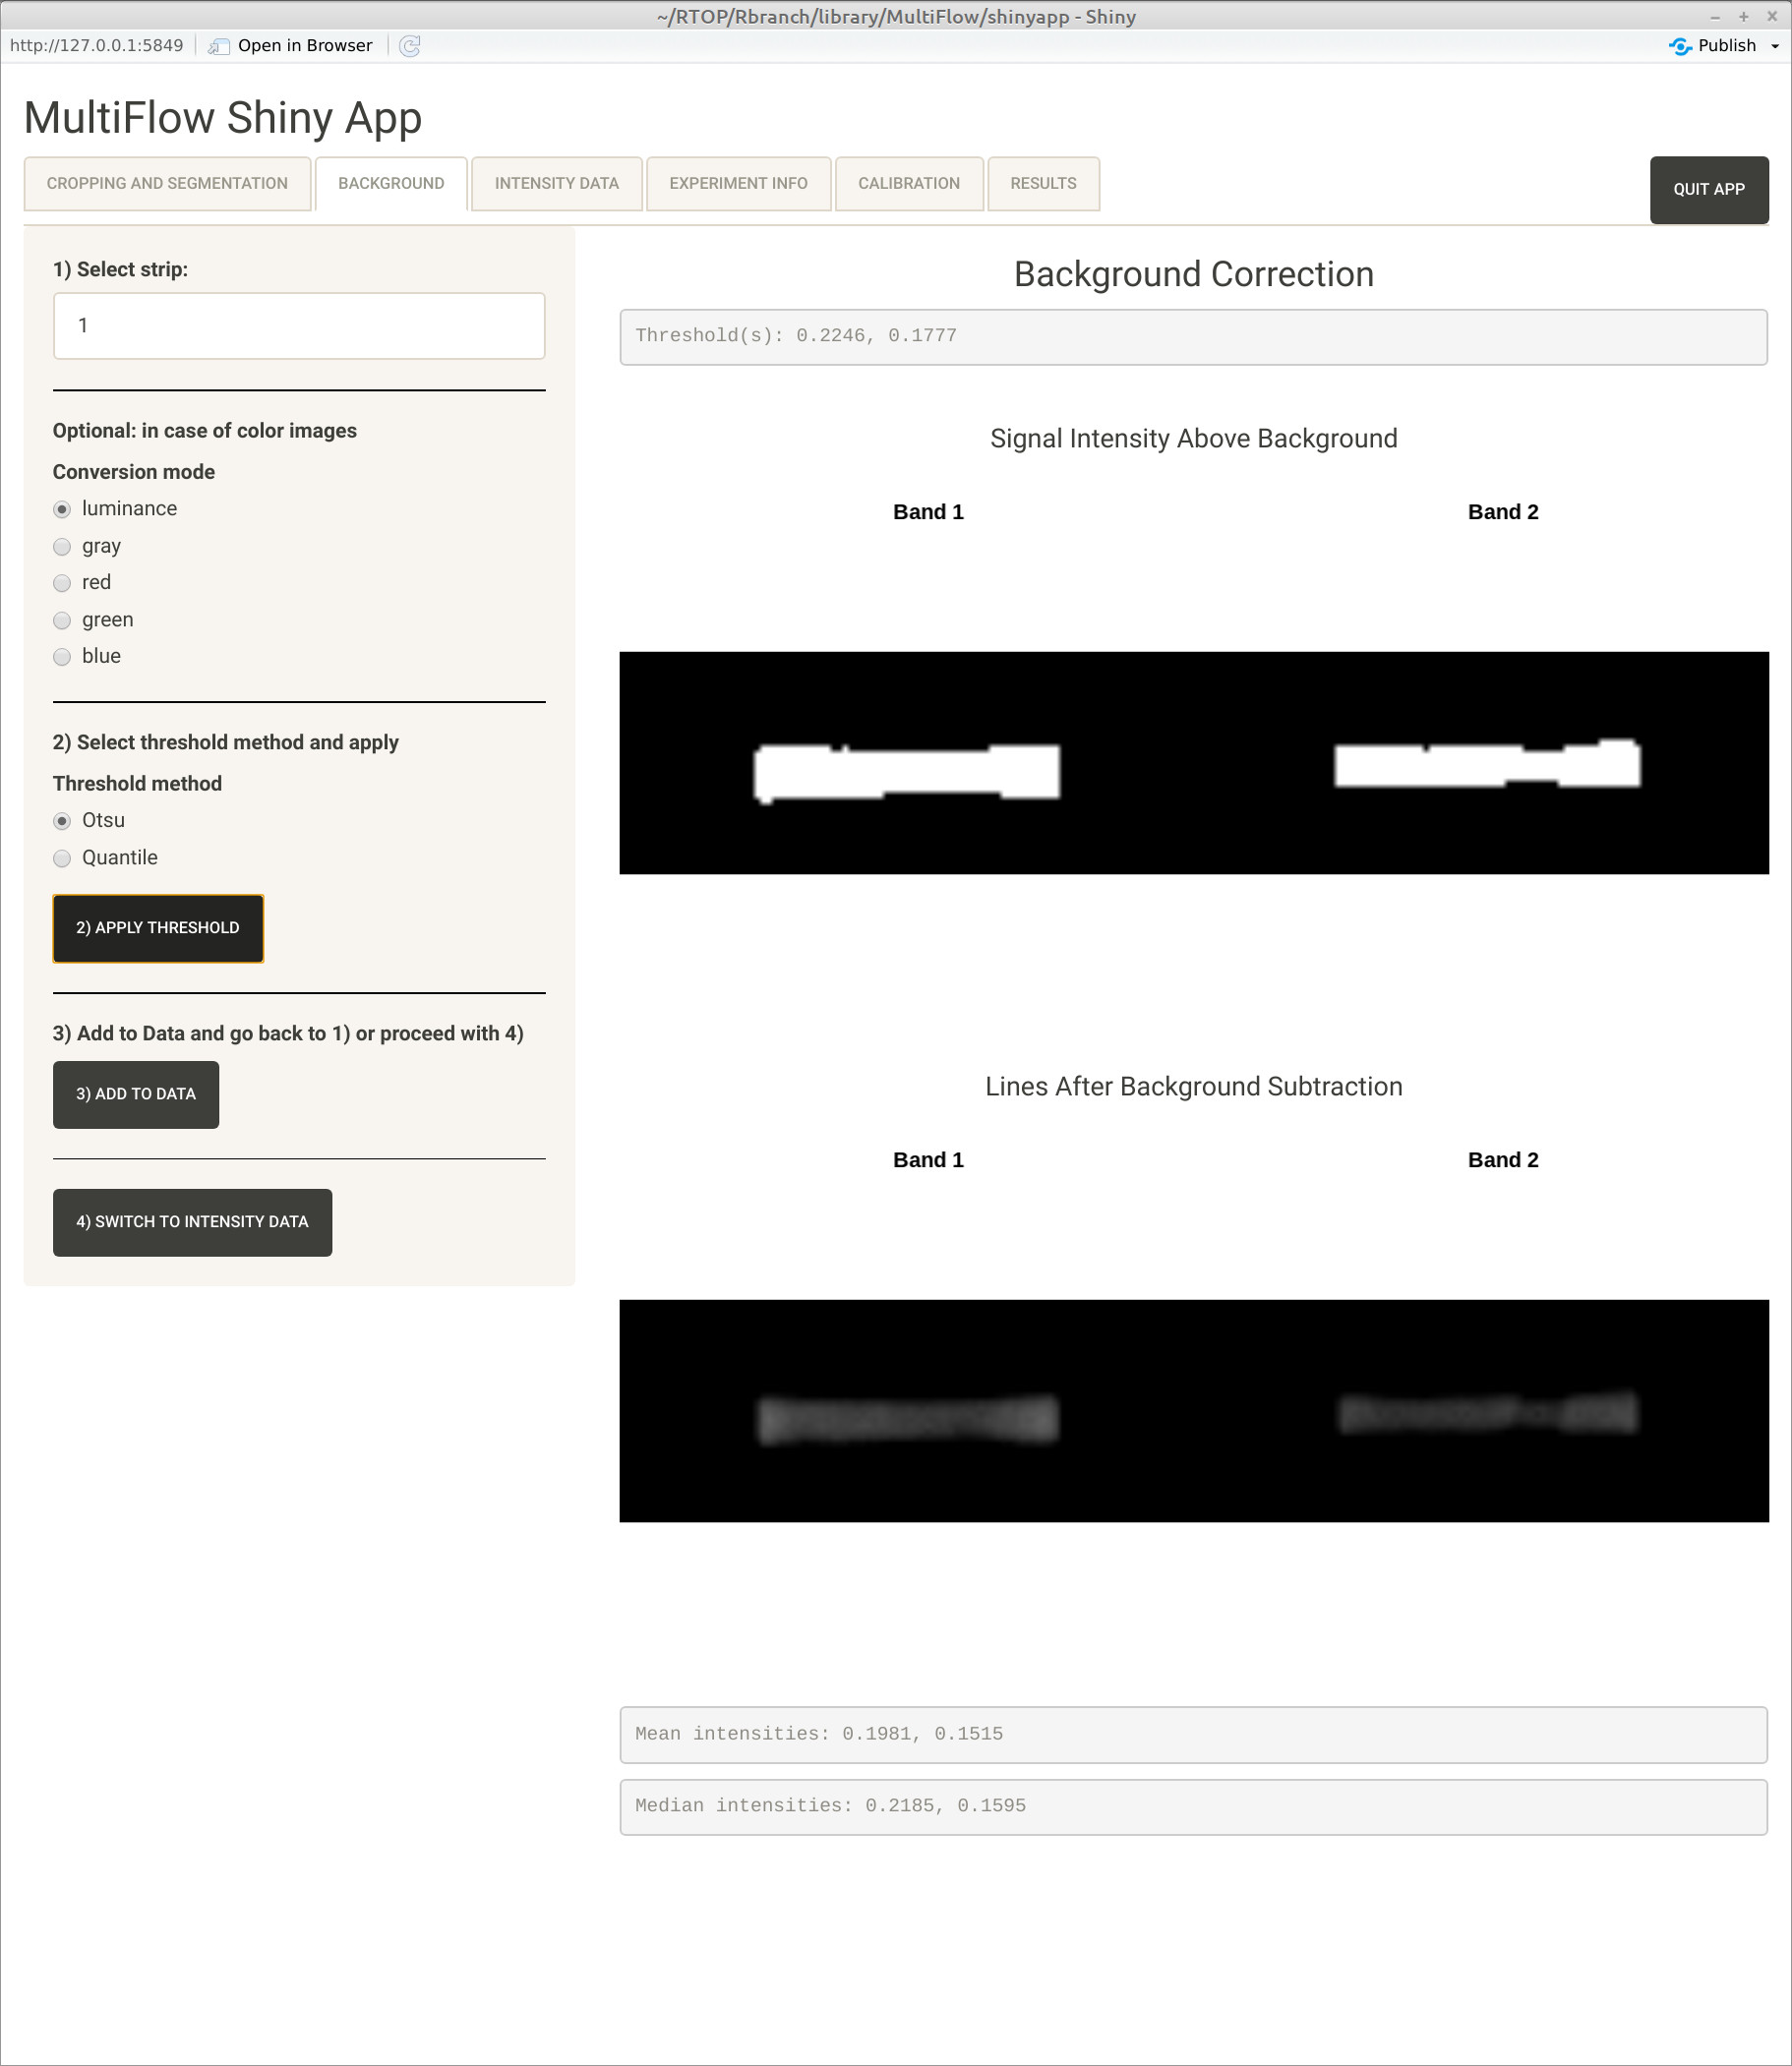 ~/RTOP/Rbranch/library/MultiFlow/shinyapp - Shiny
http://127.0.0.1:5849 Open in Browser Publish
MultiFlow Shiny App
CROPPING AND SEGMENTATION BACKGROUND INTENSITY DATA EXPERIMENT INFO CALIBRATION RESULTS QUIT APP
1) Select strip:
1
Optional: in case of color images
Conversion mode
luminance
gray
red
green
blue
2) Select threshold method and apply
Threshold method
Otsu
Quantile
2) APPLY THRESHOLD
3) Add to Data and go back to 1) or proceed with 4)
3) ADD TO DATA
4) SWITCH TO INTENSITY DATA
Background Correction
Threshold(s): 0.2246, 0.1777
Signal Intensity Above Background
Band 1 Band 2
Lines After Background Subtraction
Band 1 Band 2
Mean intensities: 0.1981, 0.1515
Median intensities: 0.2185, 0.1595